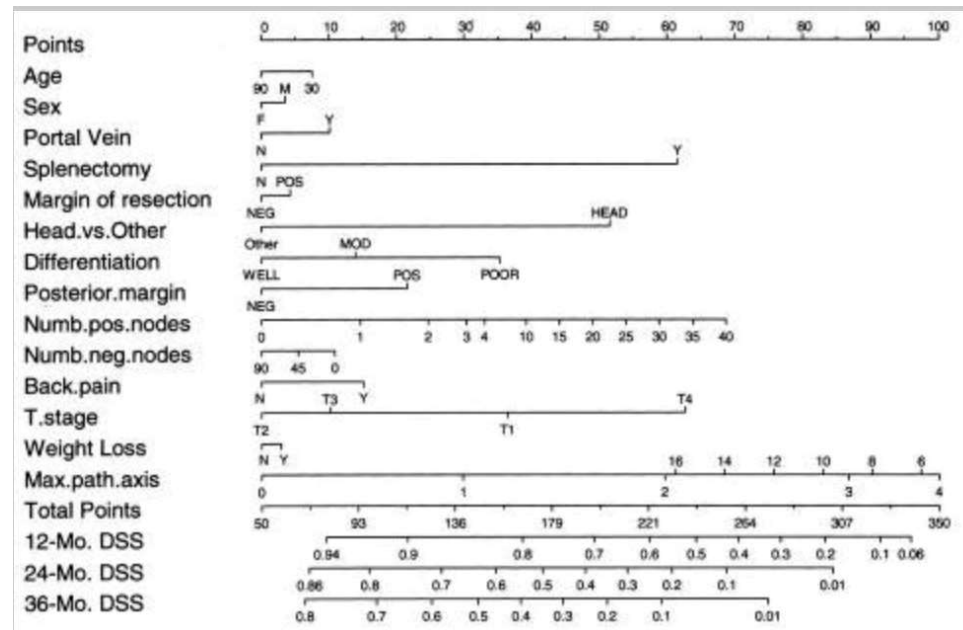 0 10 20 30 40 50 60 70 80 90 100
Points
Age
90 M 30
Sex
F Y
Portal Vein
N Y
Splenectomy
N POS
Margin of resection
NEG HEAD
Head.vs.Other
Other MOD
Differentiation
WELL POS POOR
Posterior.margin
NEG
Numb.pos.nodes
0 1 2 3 4 10 15 20 25 30 35 40
Numb.neg.nodes
90 45 0
Back.pain
N T3 Y T4
T.stage
T2 T1
Weight Loss
N Y 16 14 12 10 8 6
Max.path.axis
0 1 2 3 4
Total Points
50 93 136 179 221 264 307 350
12-Mo. DSS
0.94 0.9 0.8 0.7 0.6 0.5 0.4 0.3 0.2 0.1 0.06
24-Mo. DSS
0.86 0.8 0.7 0.6 0.5 0.4 0.3 0.2 0.1 0.01
36-Mo. DSS
0.8 0.7 0.6 0.5 0.4 0.3 0.2 0.1 0.01